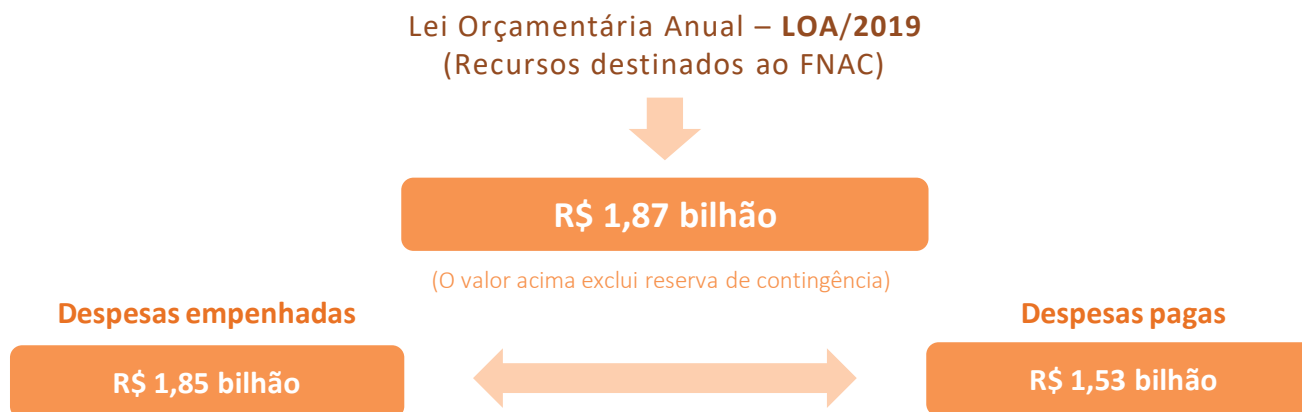 Lei Orçamentária Anual – LOA/2019
(Recursos destinados ao FNAC)
R$ 1,87 bilhão
(O valor acima exclui reserva de contingência)
Despesas empenhadas
R$ 1,85 bilhão
Despesas pagas
R$ 1,53 bilhão